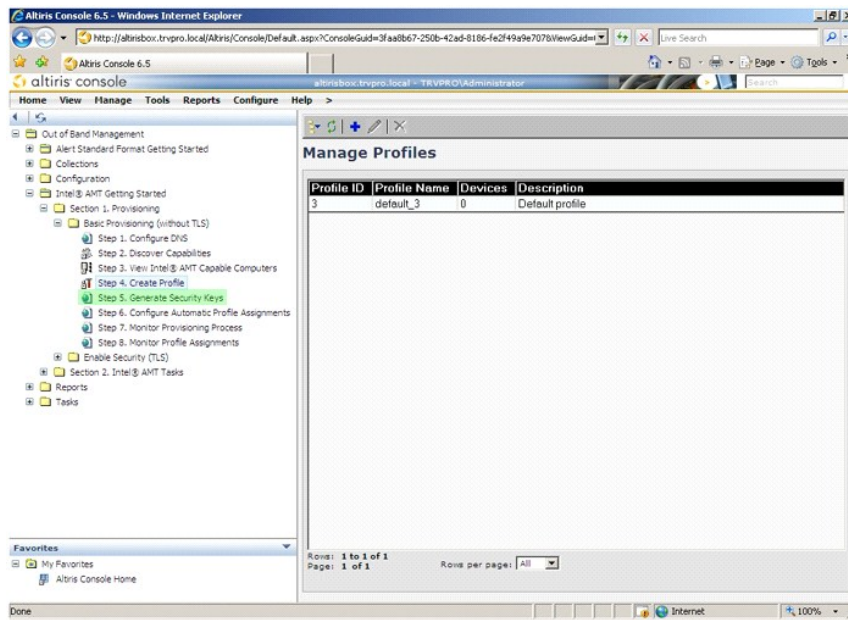 Altiris Console 6.5 - Windows Internet Explorer
http://altirisbox.trvpro.local/Altiris/Console/Default.aspx?ConsoleGuid=3faa8b67-250b-42ad-8186-fe2f49a9e707&ViewGuid=
Live Search
Altiris Console 6.5
Page
Tools
altiris console
altirisbox.trvpro.local - TRVPRO\Administrator
Search
Home View Manage Tools Reports Configure Help >
Out of Band Management
Alert Standard Format Getting Started
Collections
Configuration
Intel® AMT Getting Started
Section 1. Provisioning
Basic Provisioning (without TLS)
Step 1. Configure DNS
Step 2. Discover Capabilities
Step 3. View Intel® AMT Capable Computers
Step 4. Create Profile
Step 5. Generate Security Keys
Step 6. Configure Automatic Profile Assignments
Step 7. Monitor Provisioning Process
Step 8. Monitor Profile Assignments
Enable Security (TLS)
Section 2. Intel® AMT Tasks
Reports
Tasks
Favorites
My Favorites
Altiris Console Home
Manage Profiles
Profile ID Profile Name Devices Description
3 default_3 0 Default profile
Rows: 1 to 1 of 1
Page: 1 of 1
Rows per page: All
Done
Internet
100%